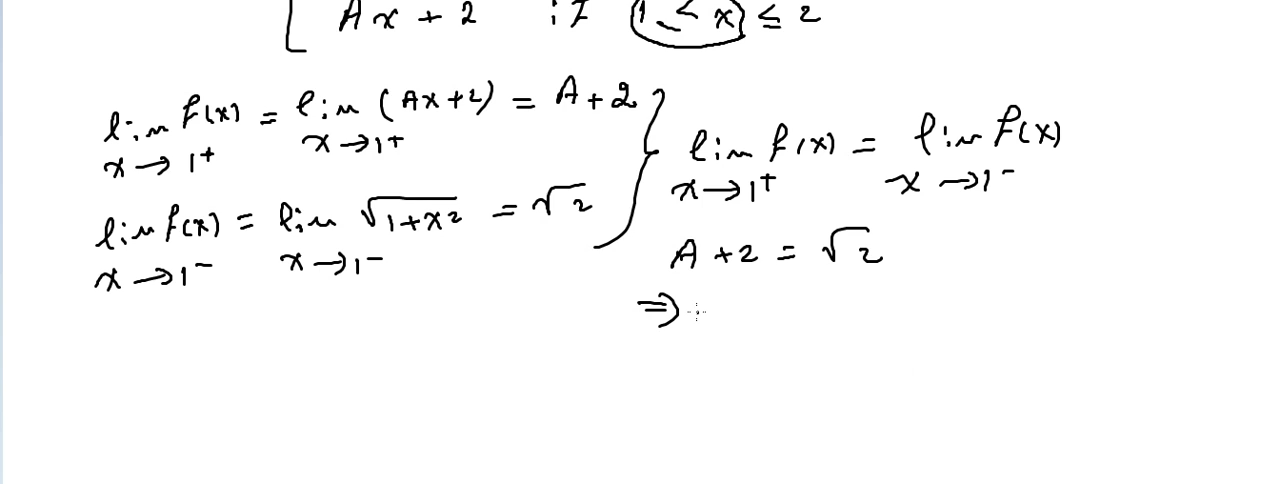 [ Ax + 2 if 1 < x ≤ 2
lim f(x) = lim (Ax+2) = A+2 }
x → 1+ x → 1+
lim f(x) = lim f(x)
x → 1+ x → 1-
lim f(x) = lim √1+x2 = √2
x → 1- x → 1-
A + 2 = √2
⇒